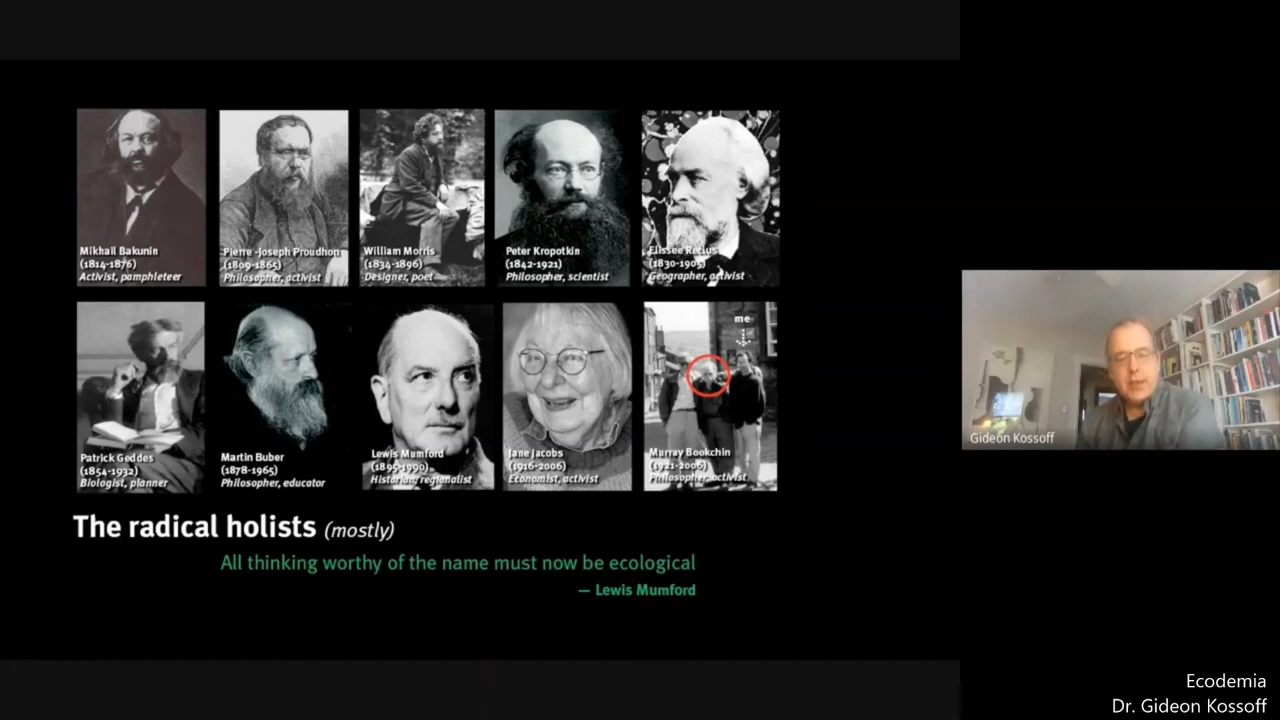 Mikhail Bakunin
(1814-1876)
Activist, pamphleteer
Pierre -Joseph Proudhon
(1809-1865)
Philosopher, activist
William Morris
(1834-1896)
Designer, poet
Peter Kropotkin
(1842-1921)
Philosopher, scientist
Elissée Reclus
(1830-1905)
Geographer, activist
Patrick Geddes
(1854-1932)
Biologist, planner
Martin Buber
(1878-1965)
Philosopher, educator
Lewis Mumford
(1895-1990)
Historian, regionalist
Jane Jacobs
(1916-2006)
Economist, activist
me
Murray Bookchin
(1921-2006)
Philosopher, activist
The radical holists (mostly)
All thinking worthy of the name must now be ecological
— Lewis Mumford
Gideon Kossoff
Ecodemia
Dr. Gideon Kossoff